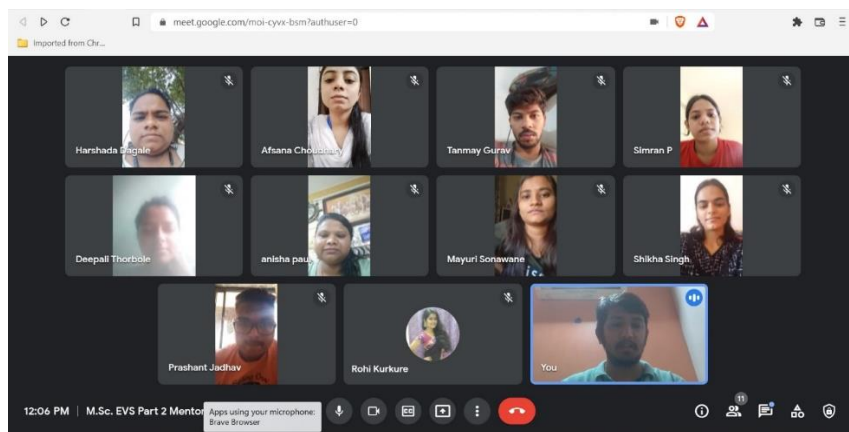 meet.google.com/moi-cyvx-bsm?authuser=0
Imported from Chr...
Harshada Dagale
Afsana Choudhary
Tanmay Gurav
Simran P
Deepali Thorbole
anisha paul
Mayuri Sonawane
Shikha Singh
Prashant Jadhav
Rohi Kurkure
You
12:06 PM | M.Sc. EVS Part 2 Mentor
Apps using your microphone:
Brave Browser
CC
11